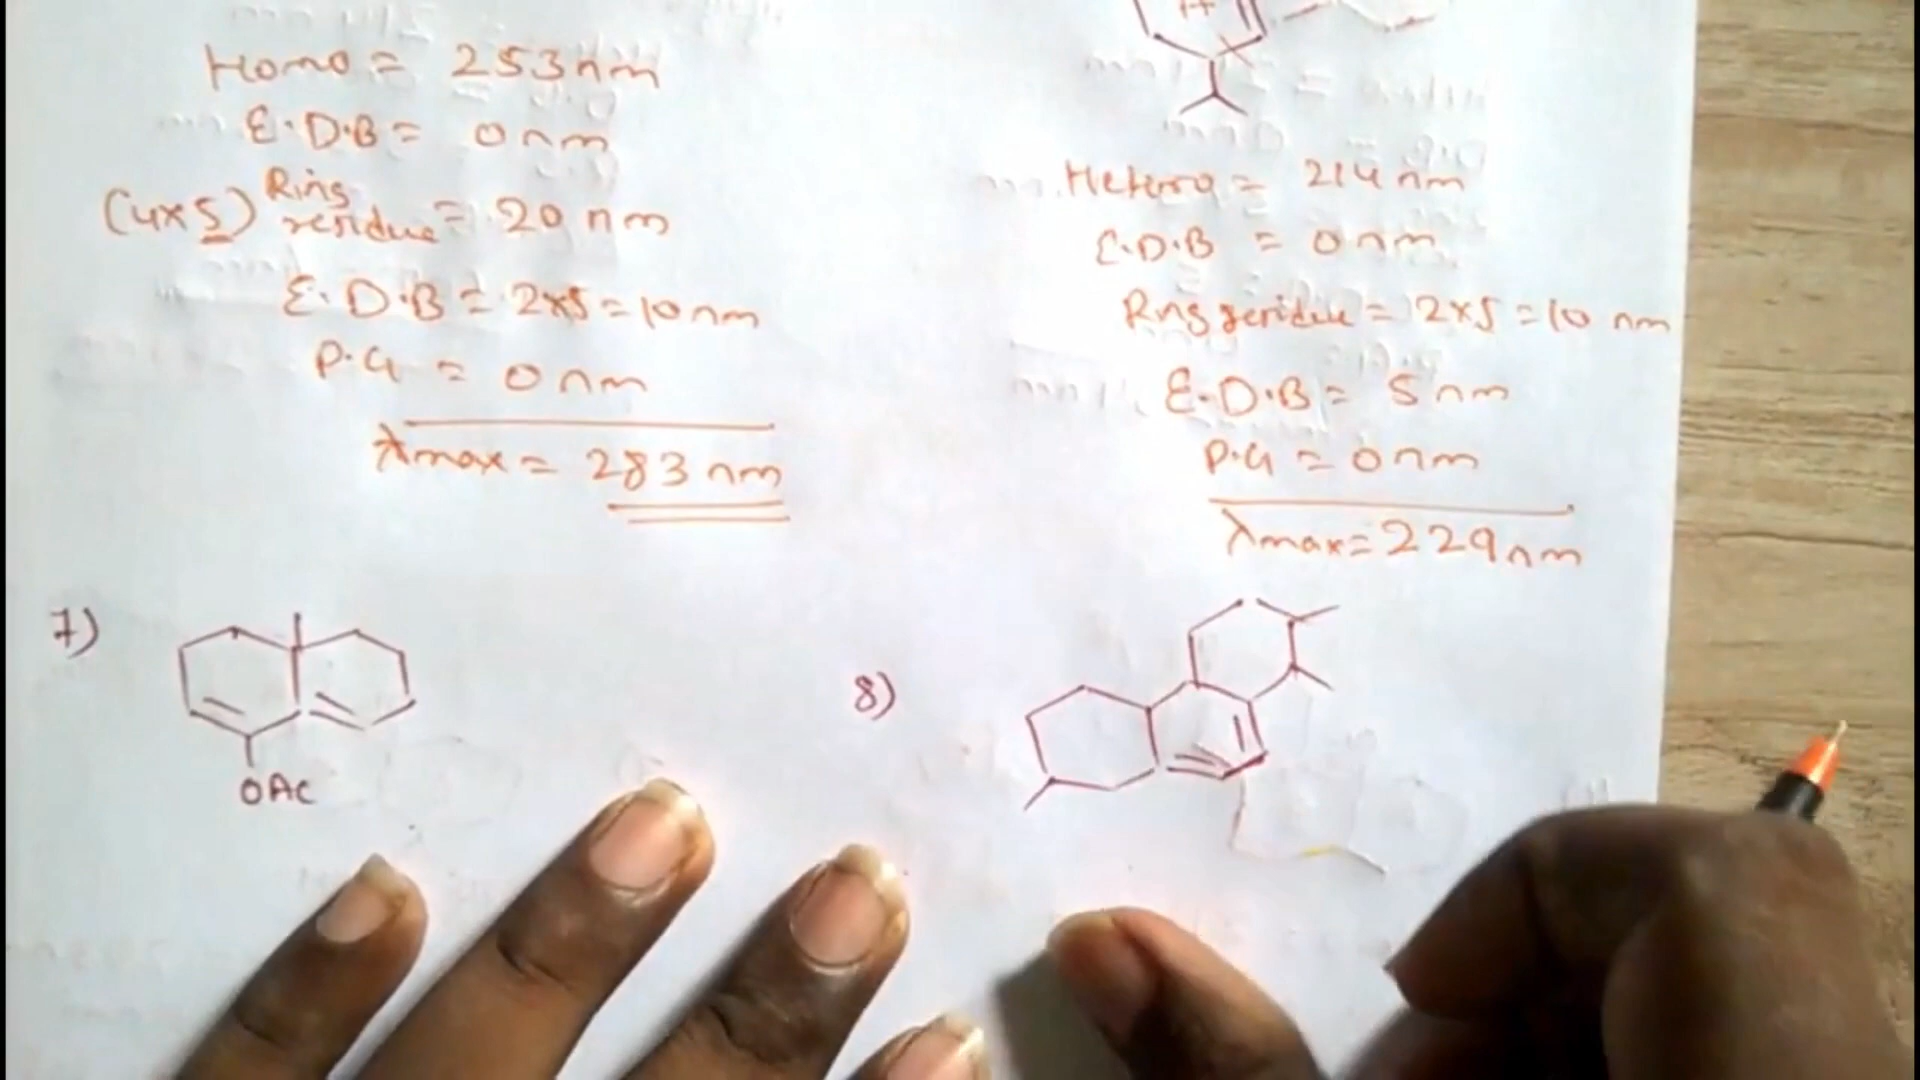 Homo = 253 nm
E.D.B = 0 nm
(4x5) Ring residue = 20 nm
E.D.B = 2x5 = 10 nm
P.G = 0 nm
λmax = 283 nm
Hetero = 214 nm
E.D.B = 0 nm
Ring residue = 2x5 = 10 nm
E.D.B = 5 nm
P.G = 0 nm
λmax = 229 nm
7)
OAc
8)